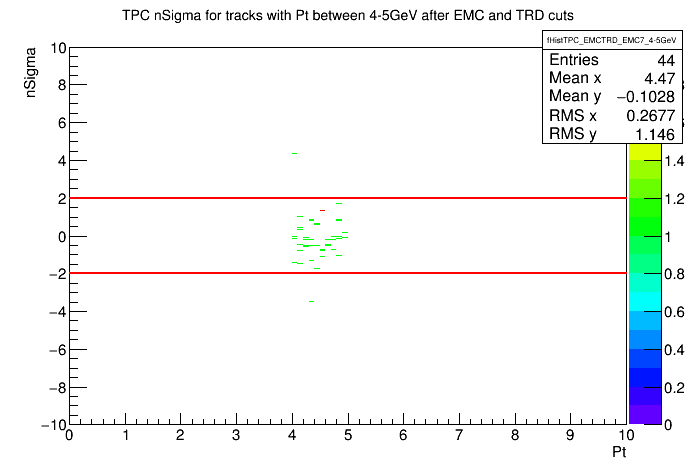 TPC nSigma for tracks with Pt between 4-5GeV after EMC and TRD cuts
fHistTPC_EMCTRD_EMC7_4-5GeV
Entries 44
Mean x 4.47
Mean y −0.1028
RMS x 0.2677
RMS y 1.146
nSigma
10
8
6
4
2
0
−2
−4
−6
−8
−10
0 1 2 3 4 5 6 7 8 9 10
Pt
1.4
1.2
1
0.8
0.6
0.4
0.2
0